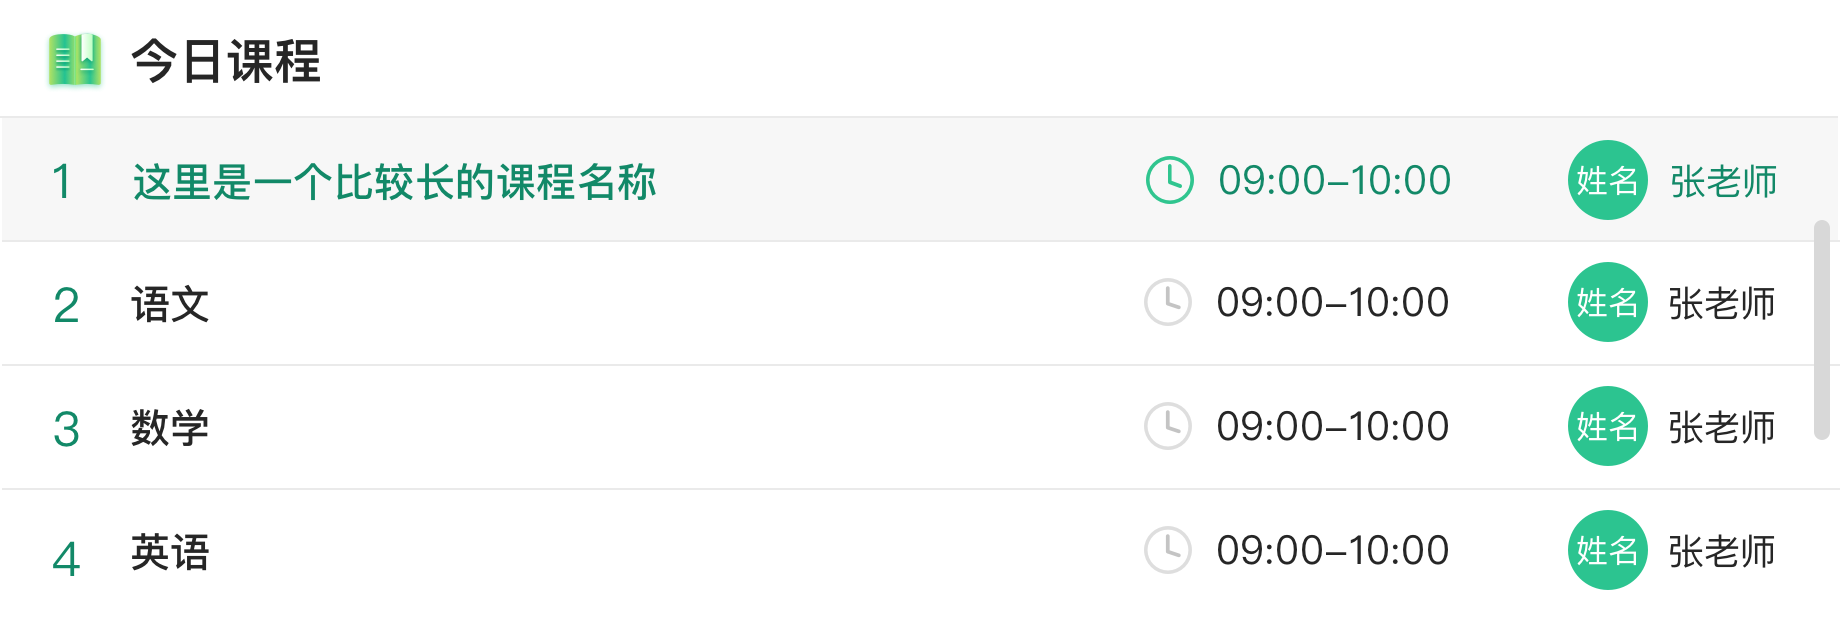 今日课程
1 这里是一个比较长的课程名称 09:00–10:00 姓名 张老师
2 语文 09:00–10:00 姓名 张老师
3 数学 09:00–10:00 姓名 张老师
4 英语 09:00–10:00 姓名 张老师